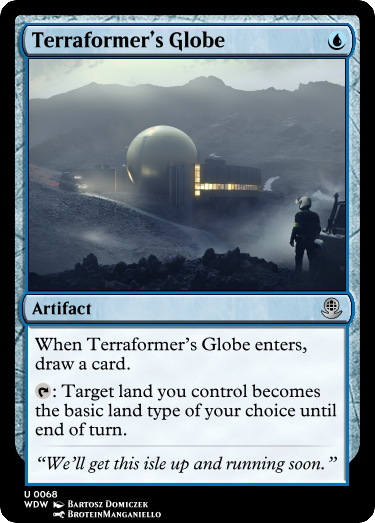 Terraformer's Globe
Artifact
When Terraformer's Globe enters,
draw a card.
: Target land you control becomes
the basic land type of your choice until
end of turn.
"We'll get this isle up and running soon."
U 0068
WDW Bartosz Domiczek
BroteinManganiello